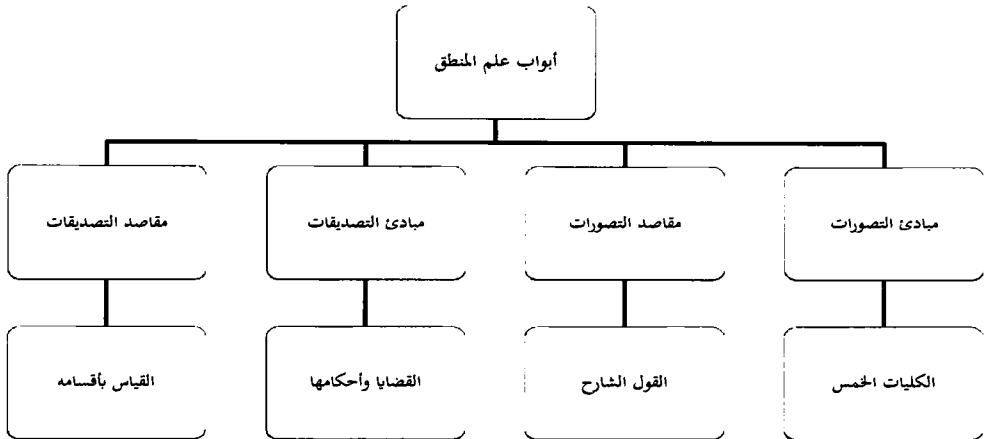 أبواب علم المنطق
مبادئ التصورات
مقاصد التصورات
مبادئ التصديقات
مقاصد التصديقات
الكليات الخمس
القول الشارح
القضايا وأحكامها
القياس بأقسامه